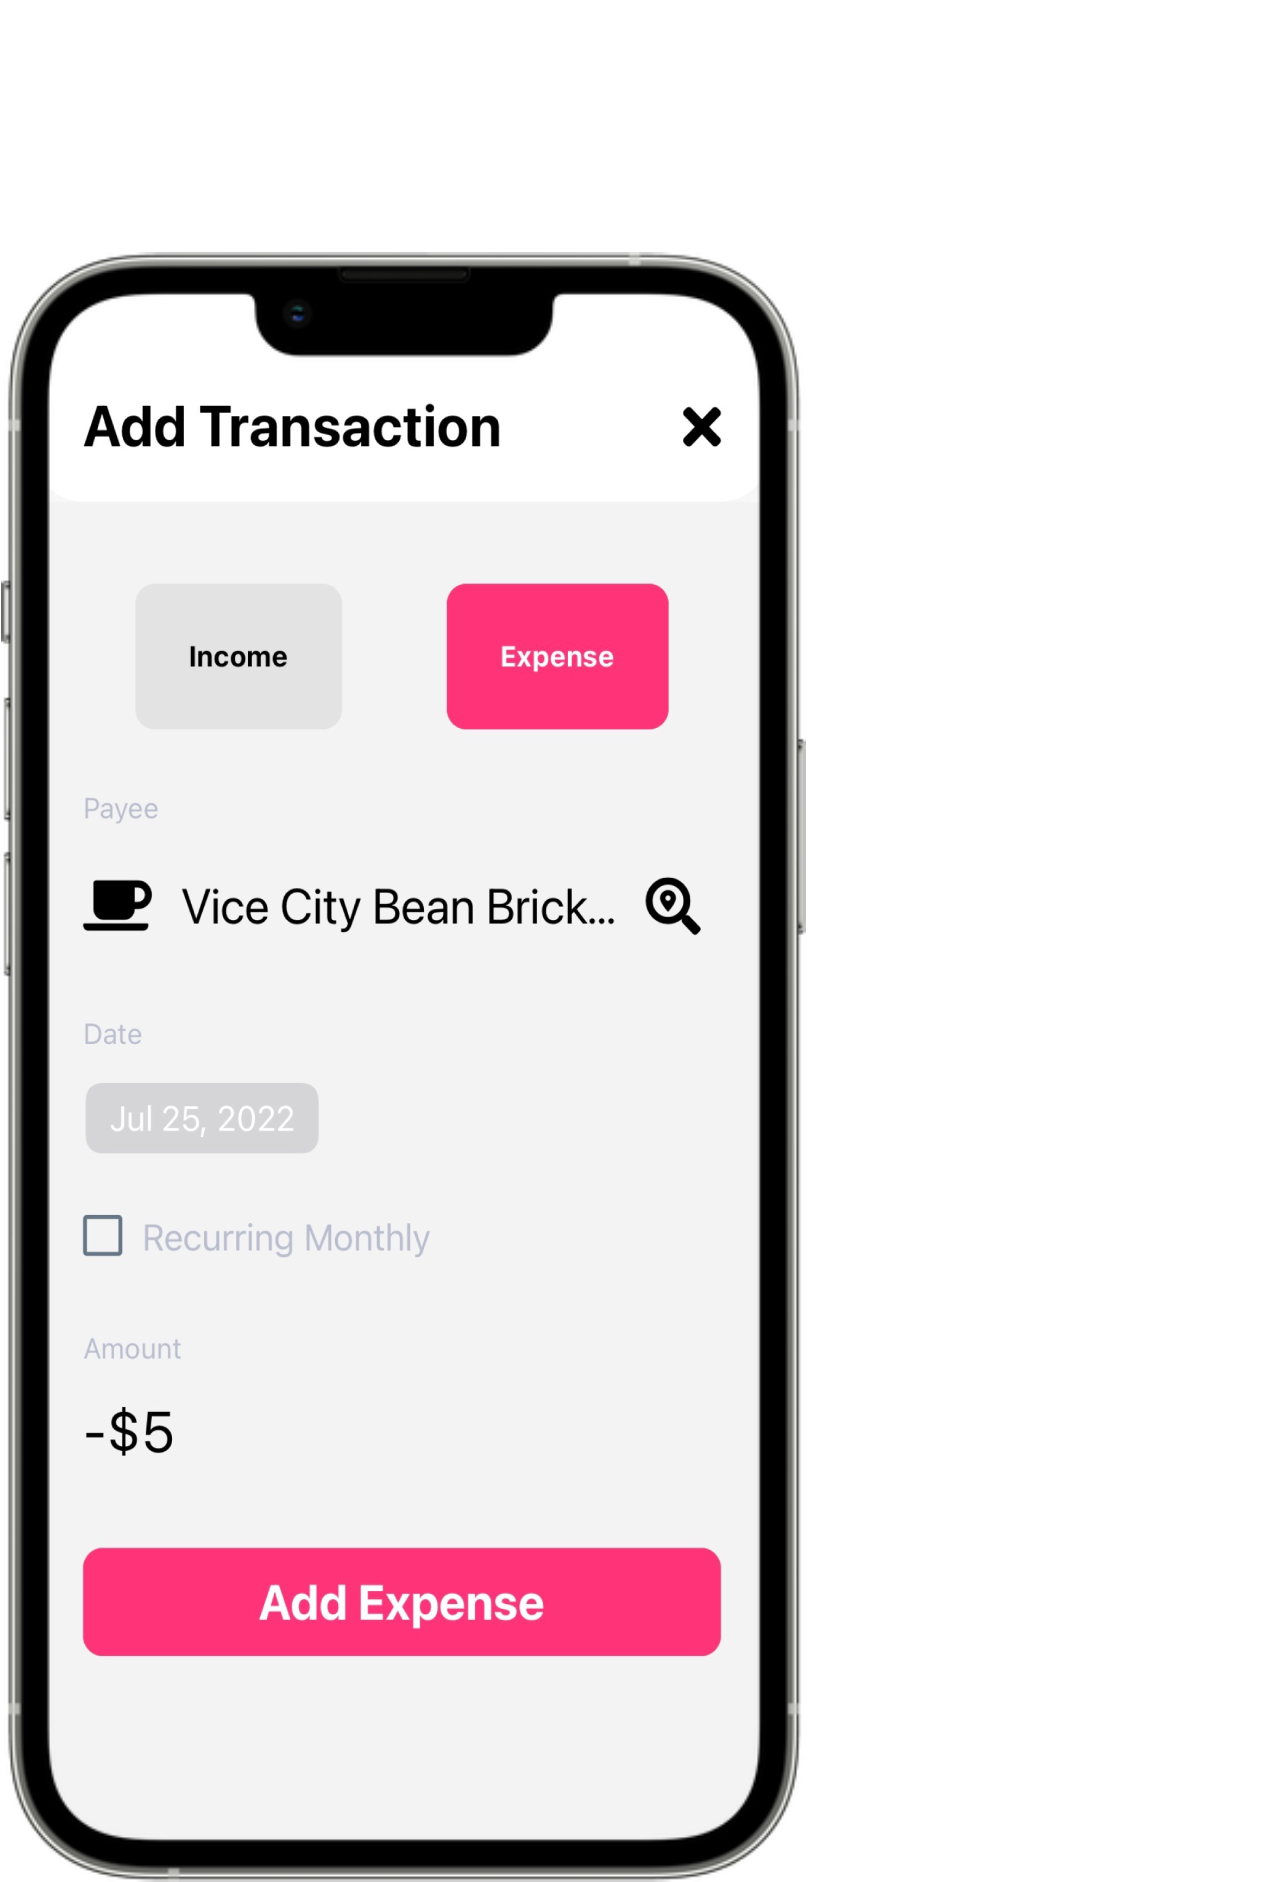 Add Transaction
Income
Expense
Payee
Vice City Bean Brick...
Date
Jul 25, 2022
Recurring Monthly
Amount
-$5
Add Expense